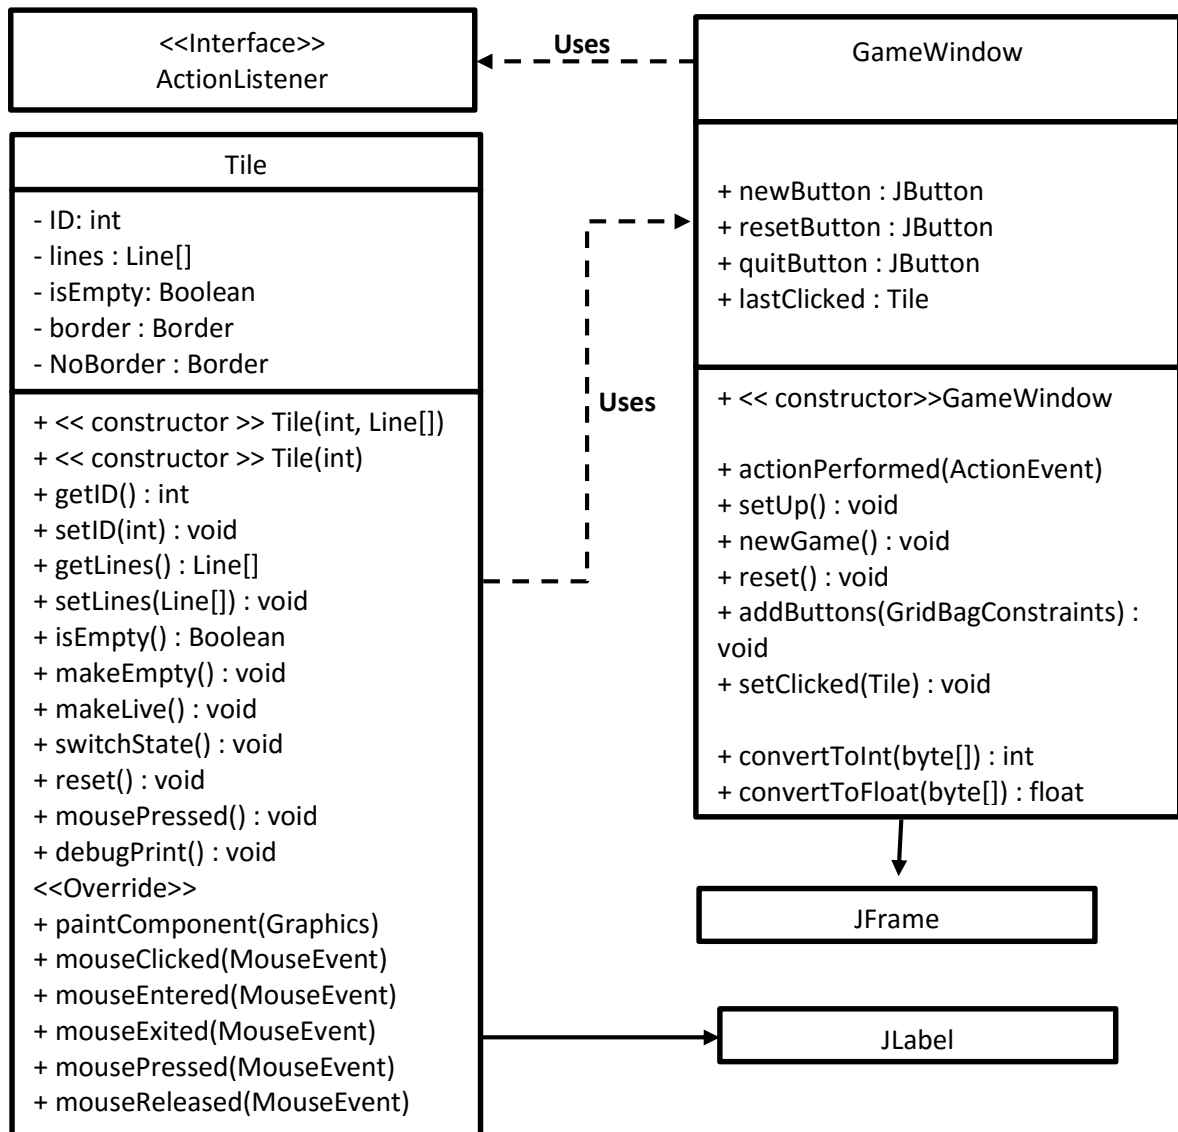 <<Interface>>
ActionListener
Uses
GameWindow
+ newButton : JButton
+ resetButton : JButton
+ quitButton : JButton
+ lastClicked : Tile
+ << constructor>>GameWindow
+ actionPerformed(ActionEvent)
+ setUp() : void
+ newGame() : void
+ reset() : void
+ addButtons(GridBagConstraints) :
void
+ setClicked(Tile) : void
+ convertToInt(byte[]) : int
+ convertToFloat(byte[]) : float
Tile
- ID: int
- lines : Line[]
- isEmpty: Boolean
- border : Border
- NoBorder : Border
+ << constructor >> Tile(int, Line[])
+ << constructor >> Tile(int)
+ getID() : int
+ setID(int) : void
+ getLines() : Line[]
+ setLines(Line[]) : void
+ isEmpty() : Boolean
+ makeEmpty() : void
+ makeLive() : void
+ switchState() : void
+ reset() : void
+ mousePressed() : void
+ debugPrint() : void
<<Override>>
+ paintComponent(Graphics)
+ mouseClicked(MouseEvent)
+ mouseEntered(MouseEvent)
+ mouseExited(MouseEvent)
+ mousePressed(MouseEvent)
+ mouseReleased(MouseEvent)
Uses
JFrame
JLabel